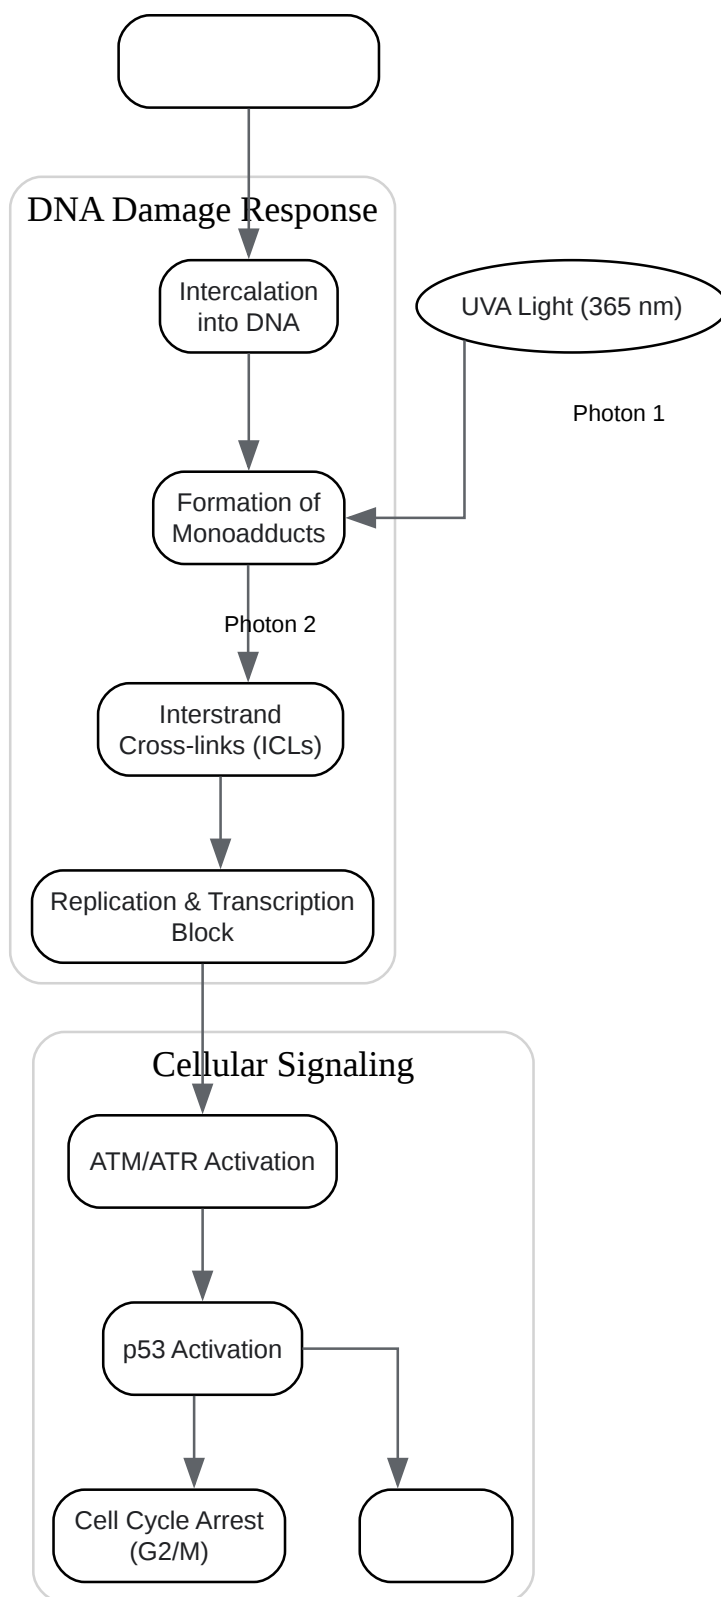 DNA Damage Response
Intercalation
into DNA
UVA Light (365 nm)
Photon 1
Formation of
Monoadducts
Photon 2
Interstrand
Cross-links (ICLs)
Replication & Transcription
Block
Cellular Signaling
ATM/ATR Activation
p53 Activation
Cell Cycle Arrest
(G2/M)